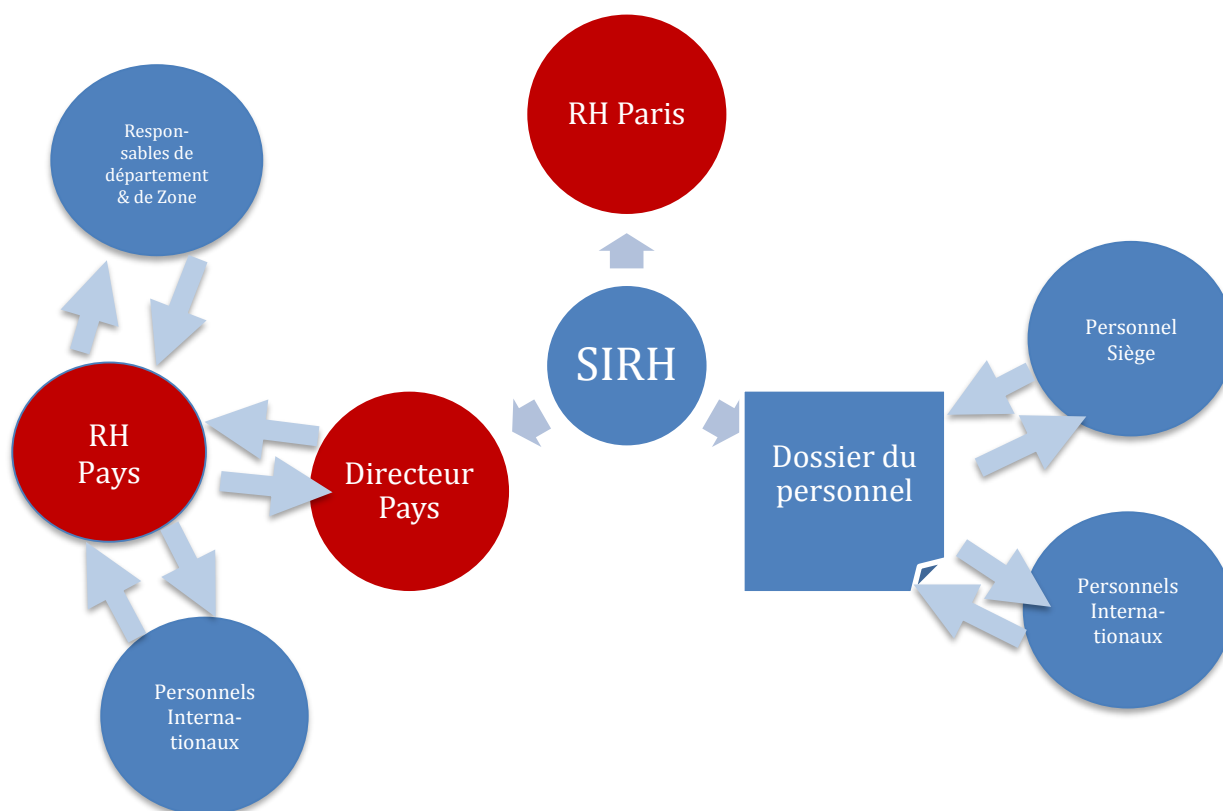 RH Paris
Respon-
sables de
département
& de Zone
SIRH
Personnel
Siège
RH
Pays
Directeur
Pays
Dossier du
personnel
Personnels
Interna-
tionaux
Personnels
Interna-
tionaux